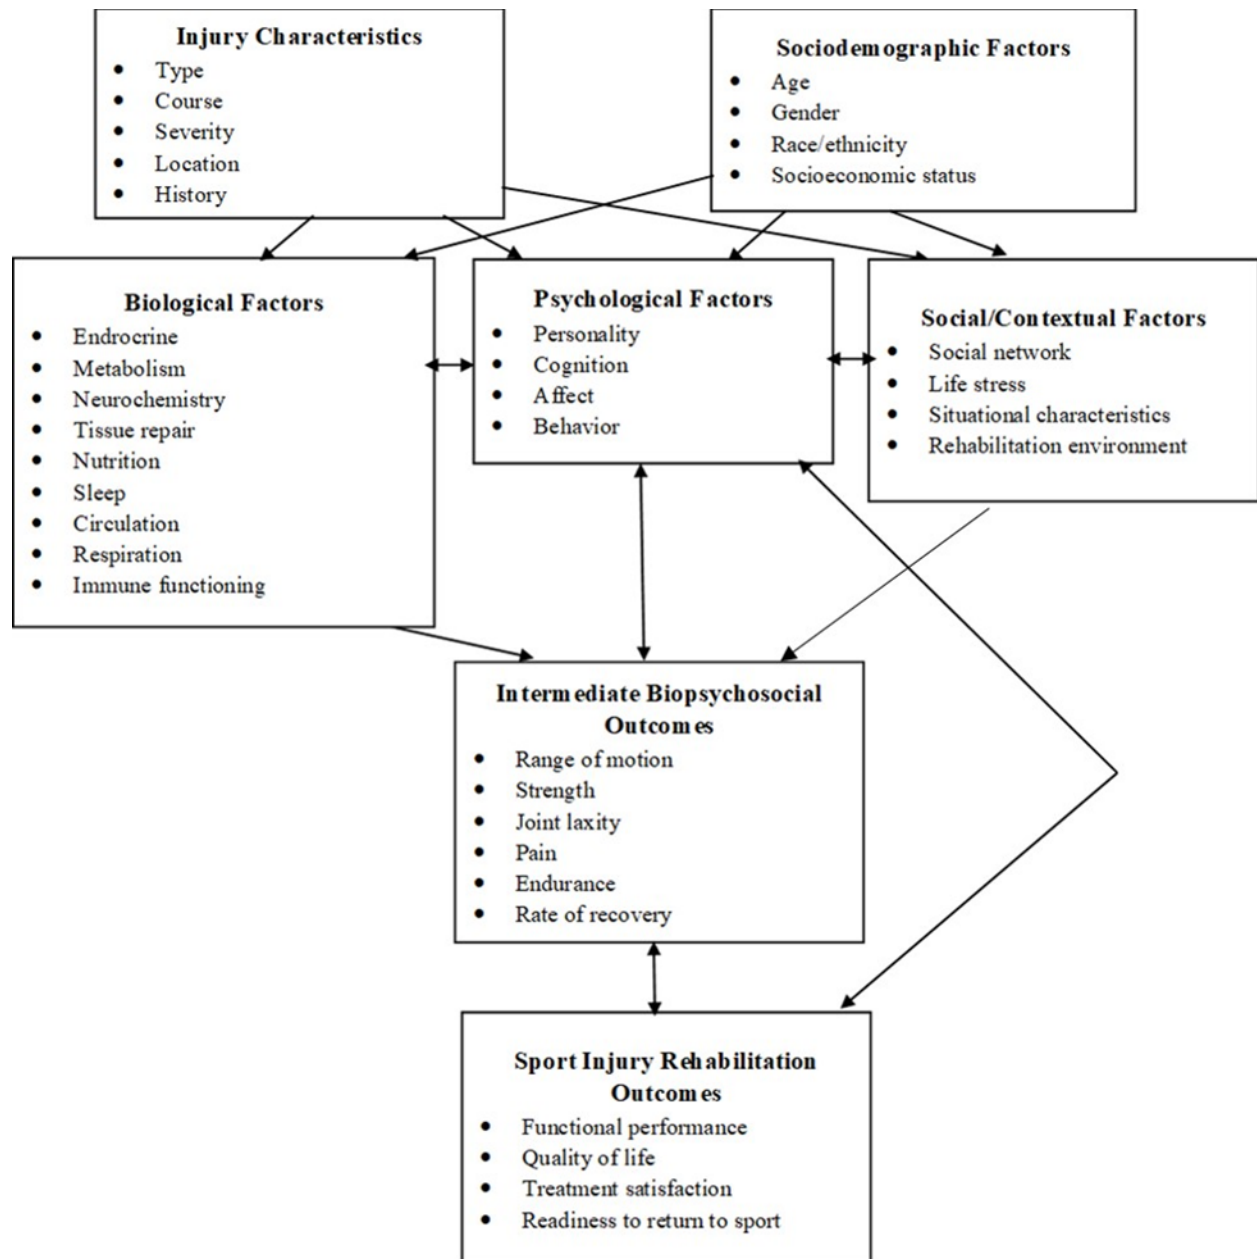 Injury Characteristics
• Type
• Course
• Severity
• Location
• History
Sociodemographic Factors
• Age
• Gender
• Race/ethnicity
• Socioeconomic status
Biological Factors
• Endrocrine
• Metabolism
• Neurochemistry
• Tissue repair
• Nutrition
• Sleep
• Circulation
• Respiration
• Immune functioning
Psychological Factors
• Personality
• Cognition
• Affect
• Behavior
Social/Contextual Factors
• Social network
• Life stress
• Situational characteristics
• Rehabilitation environment
Intermediate Biopsychosocial
Outcomes
• Range of motion
• Strength
• Joint laxity
• Pain
• Endurance
• Rate of recovery
Sport Injury Rehabilitation
Outcomes
• Functional performance
• Quality of life
• Treatment satisfaction
• Readiness to return to sport